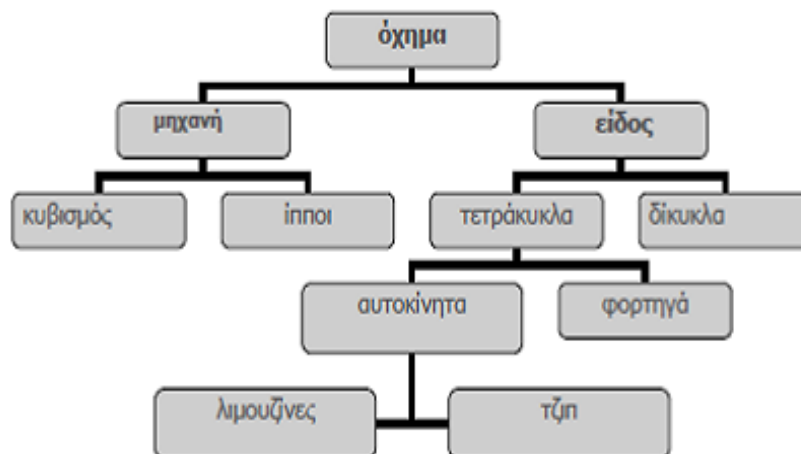 όχημα
μηχανή
είδος
κυβισμός
ίπποι
τετράκυκλα
δίκυκλα
αυτοκίνητα
φορτηγά
λιμουζίνες
τζιπ